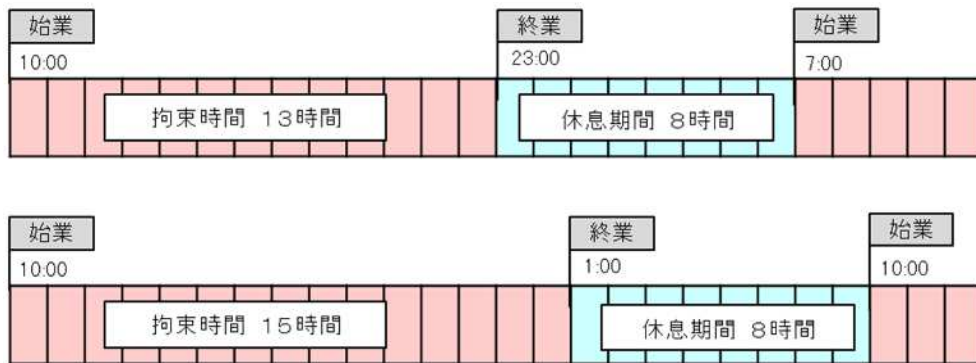 始業
終業
始業
10:00
23:00
7:00
拘束時間 13時間
休息期間 8時間
始業
終業
始業
10:00
1:00
10:00
拘束時間 15時間
休息期間 8時間